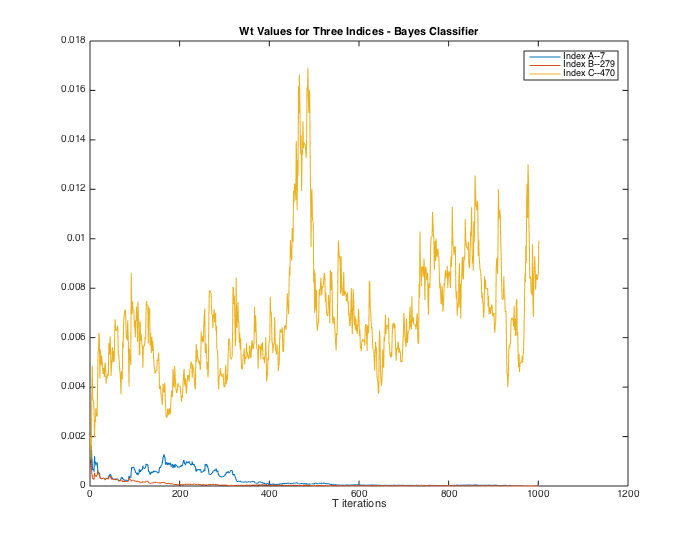 Wt Values for Three Indices - Bayes Classifier
0.018
Index A--7
Index B--279
Index C--470
0.016
0.014
0.012
0.01
0.008
0.006
0.004
0.002
0
0 200 400 600 800 1000 1200
T iterations